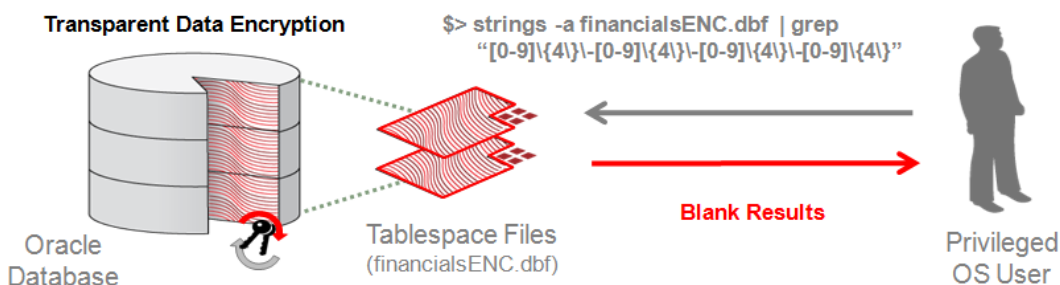 Transparent Data Encryption
$> strings -a financialsENC.dbf | grep
“[0-9]\{4\}\-[0-9]\{4\}\-[0-9]\{4\}\-[0-9]\{4\}”
Blank Results
Oracle
Database
Tablespace Files
(financialsENC.dbf)
Privileged
OS User